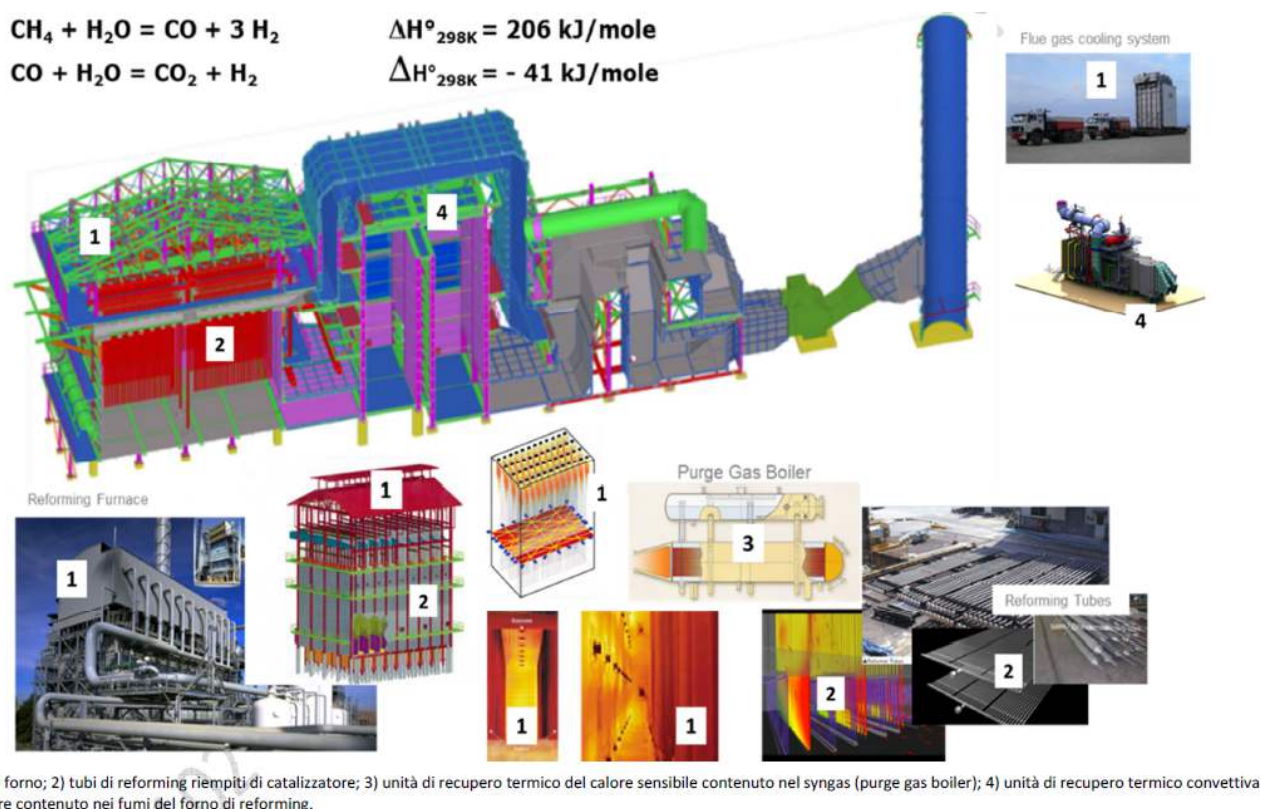 CH₄ + H₂O = CO + 3 H₂ ΔH°₂₉₈K = 206 kJ/mole
CO + H₂O = CO₂ + H₂ ΔH°₂₉₈K = - 41 kJ/mole
Flue gas cooling system
1
4
1
2
4
Reforming Furnace
1
1
2
1
Purge Gas Boiler
3
1
1
2
Reforming Tubes
2
forno; 2) tubi di reforming riempiti di catalizzatore; 3) unità di recupero termico del calore sensibile contenuto nel syngas (purge gas boiler); 4) unità di recupero termico convettiva
re contenuto nei fumi del forno di reforming.